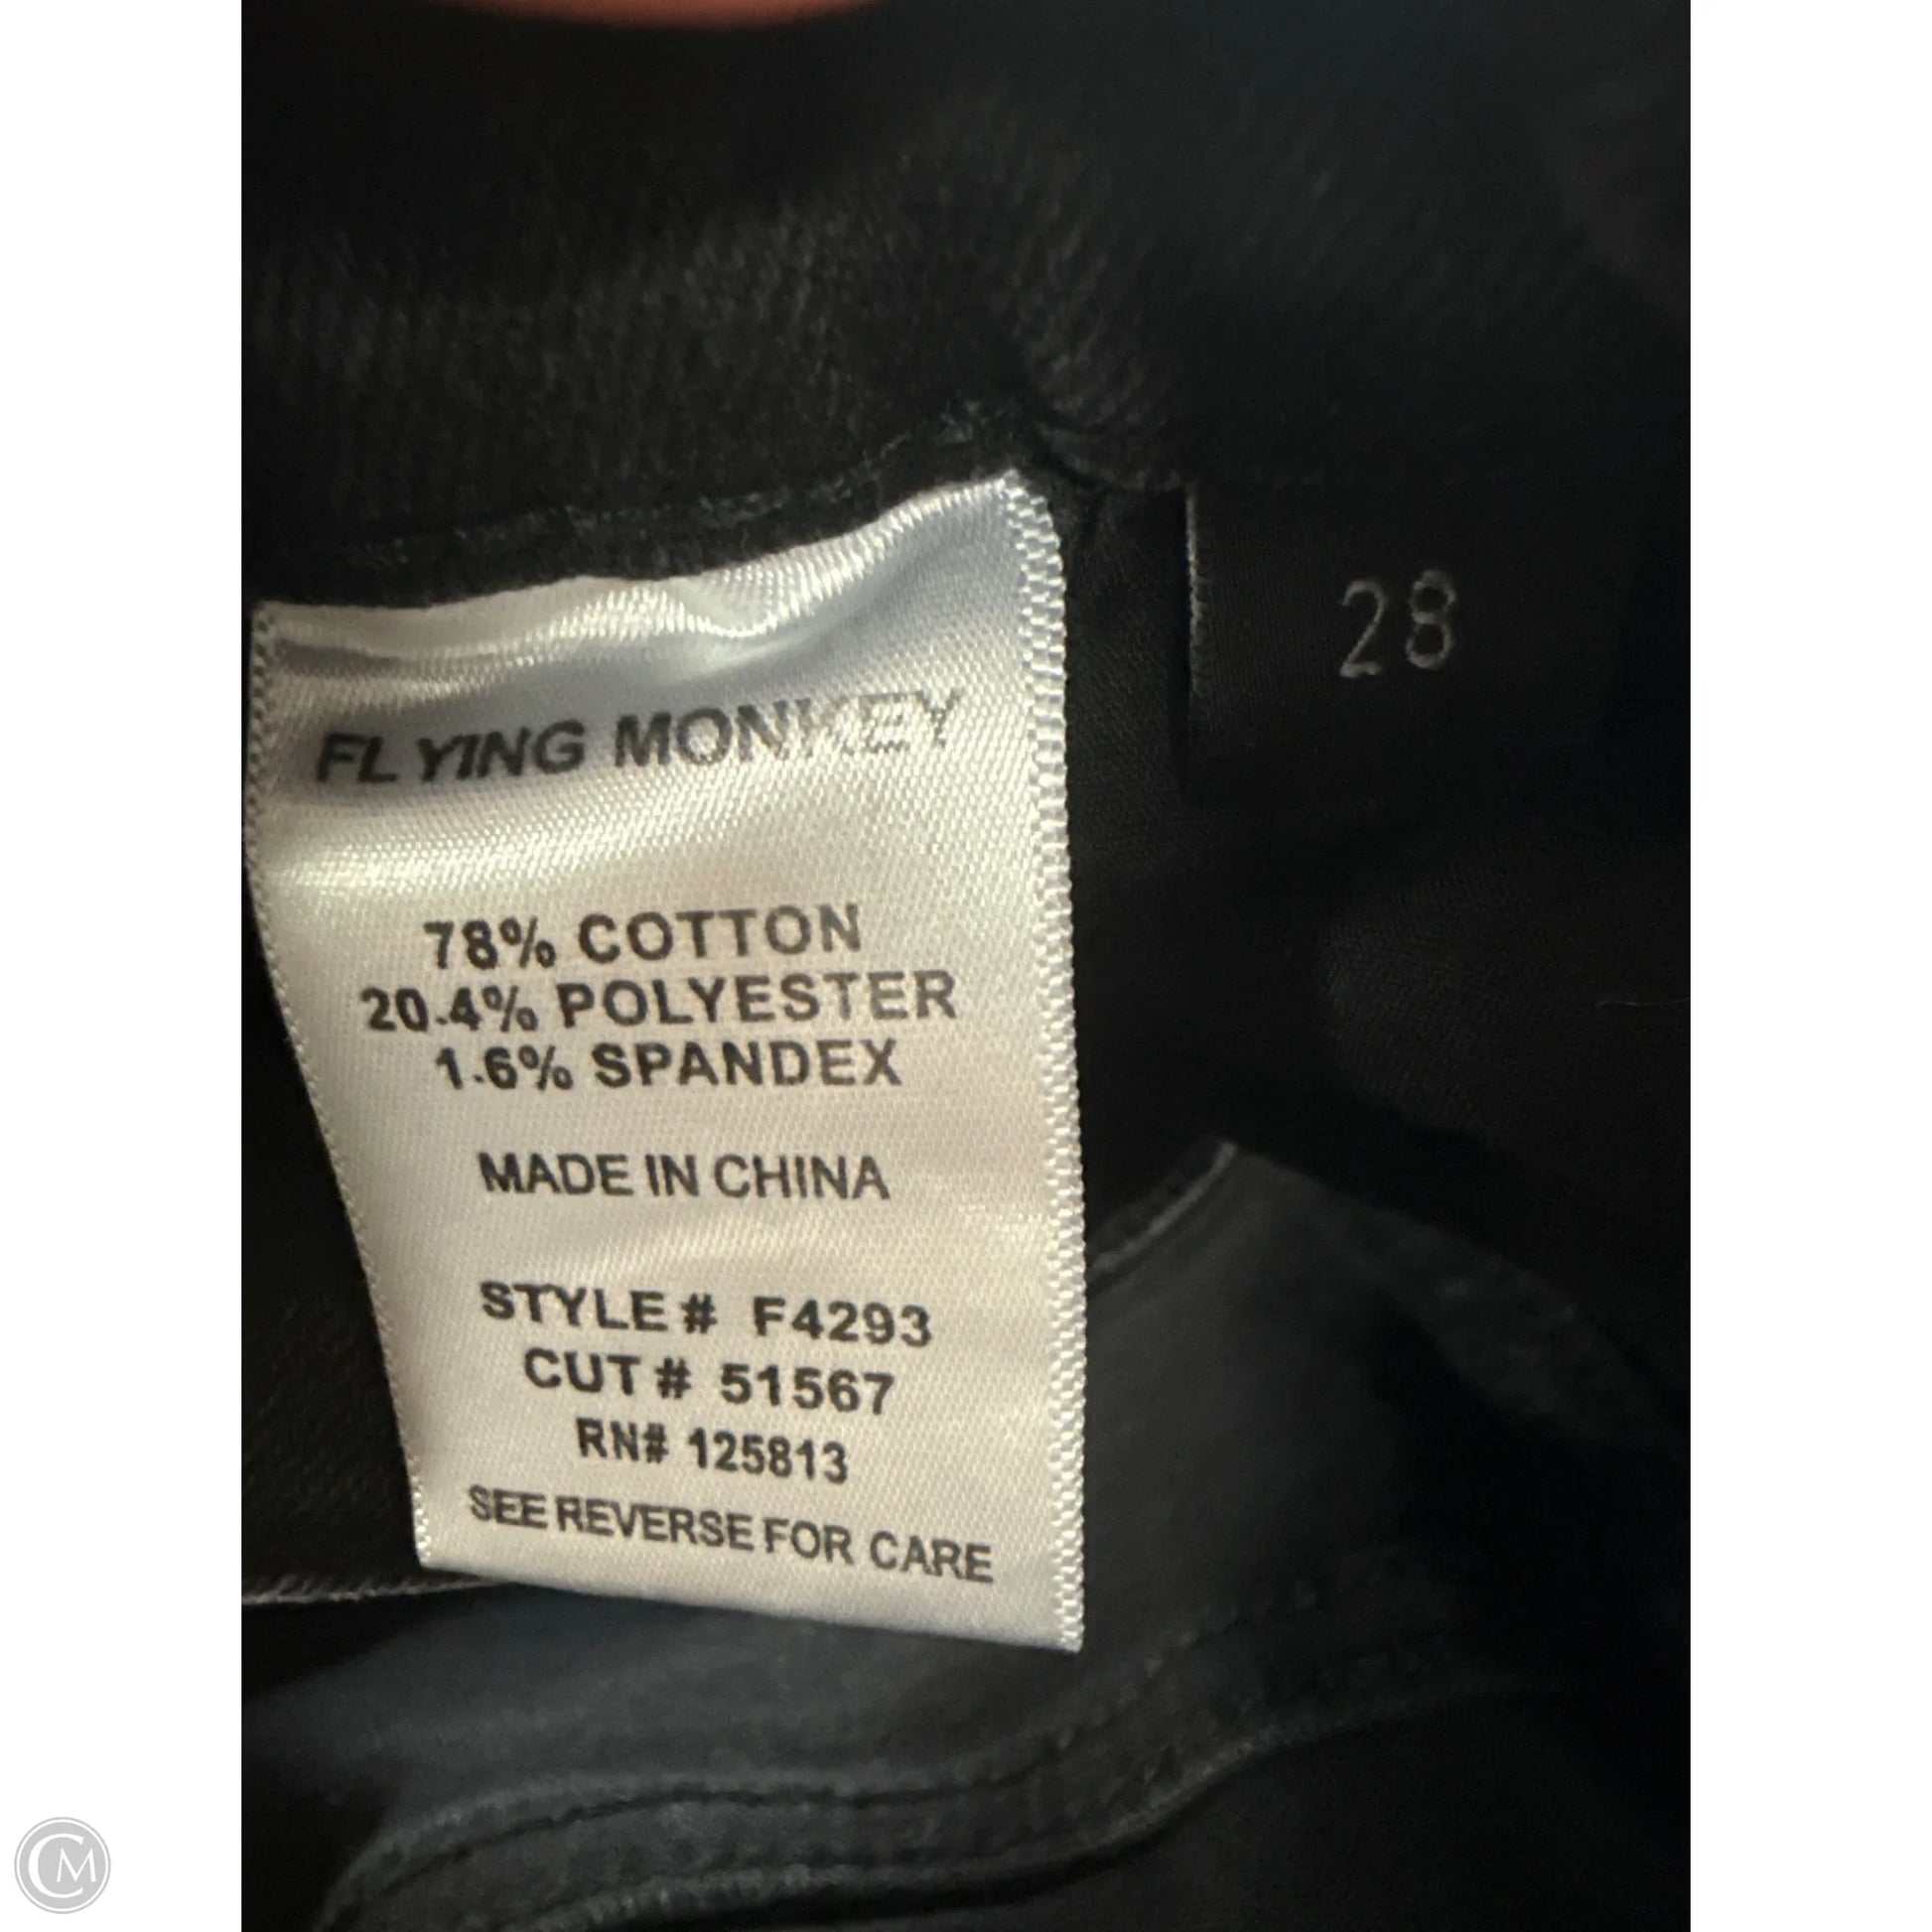 FLYING MONKEY
28
78% COTTON
20.4% POLYESTER
1.6% SPANDEX
MADE IN CHINA
STYLE # F4293
CUT # 51567
RN# 125813
SEE REVERSE FOR CARE
CM